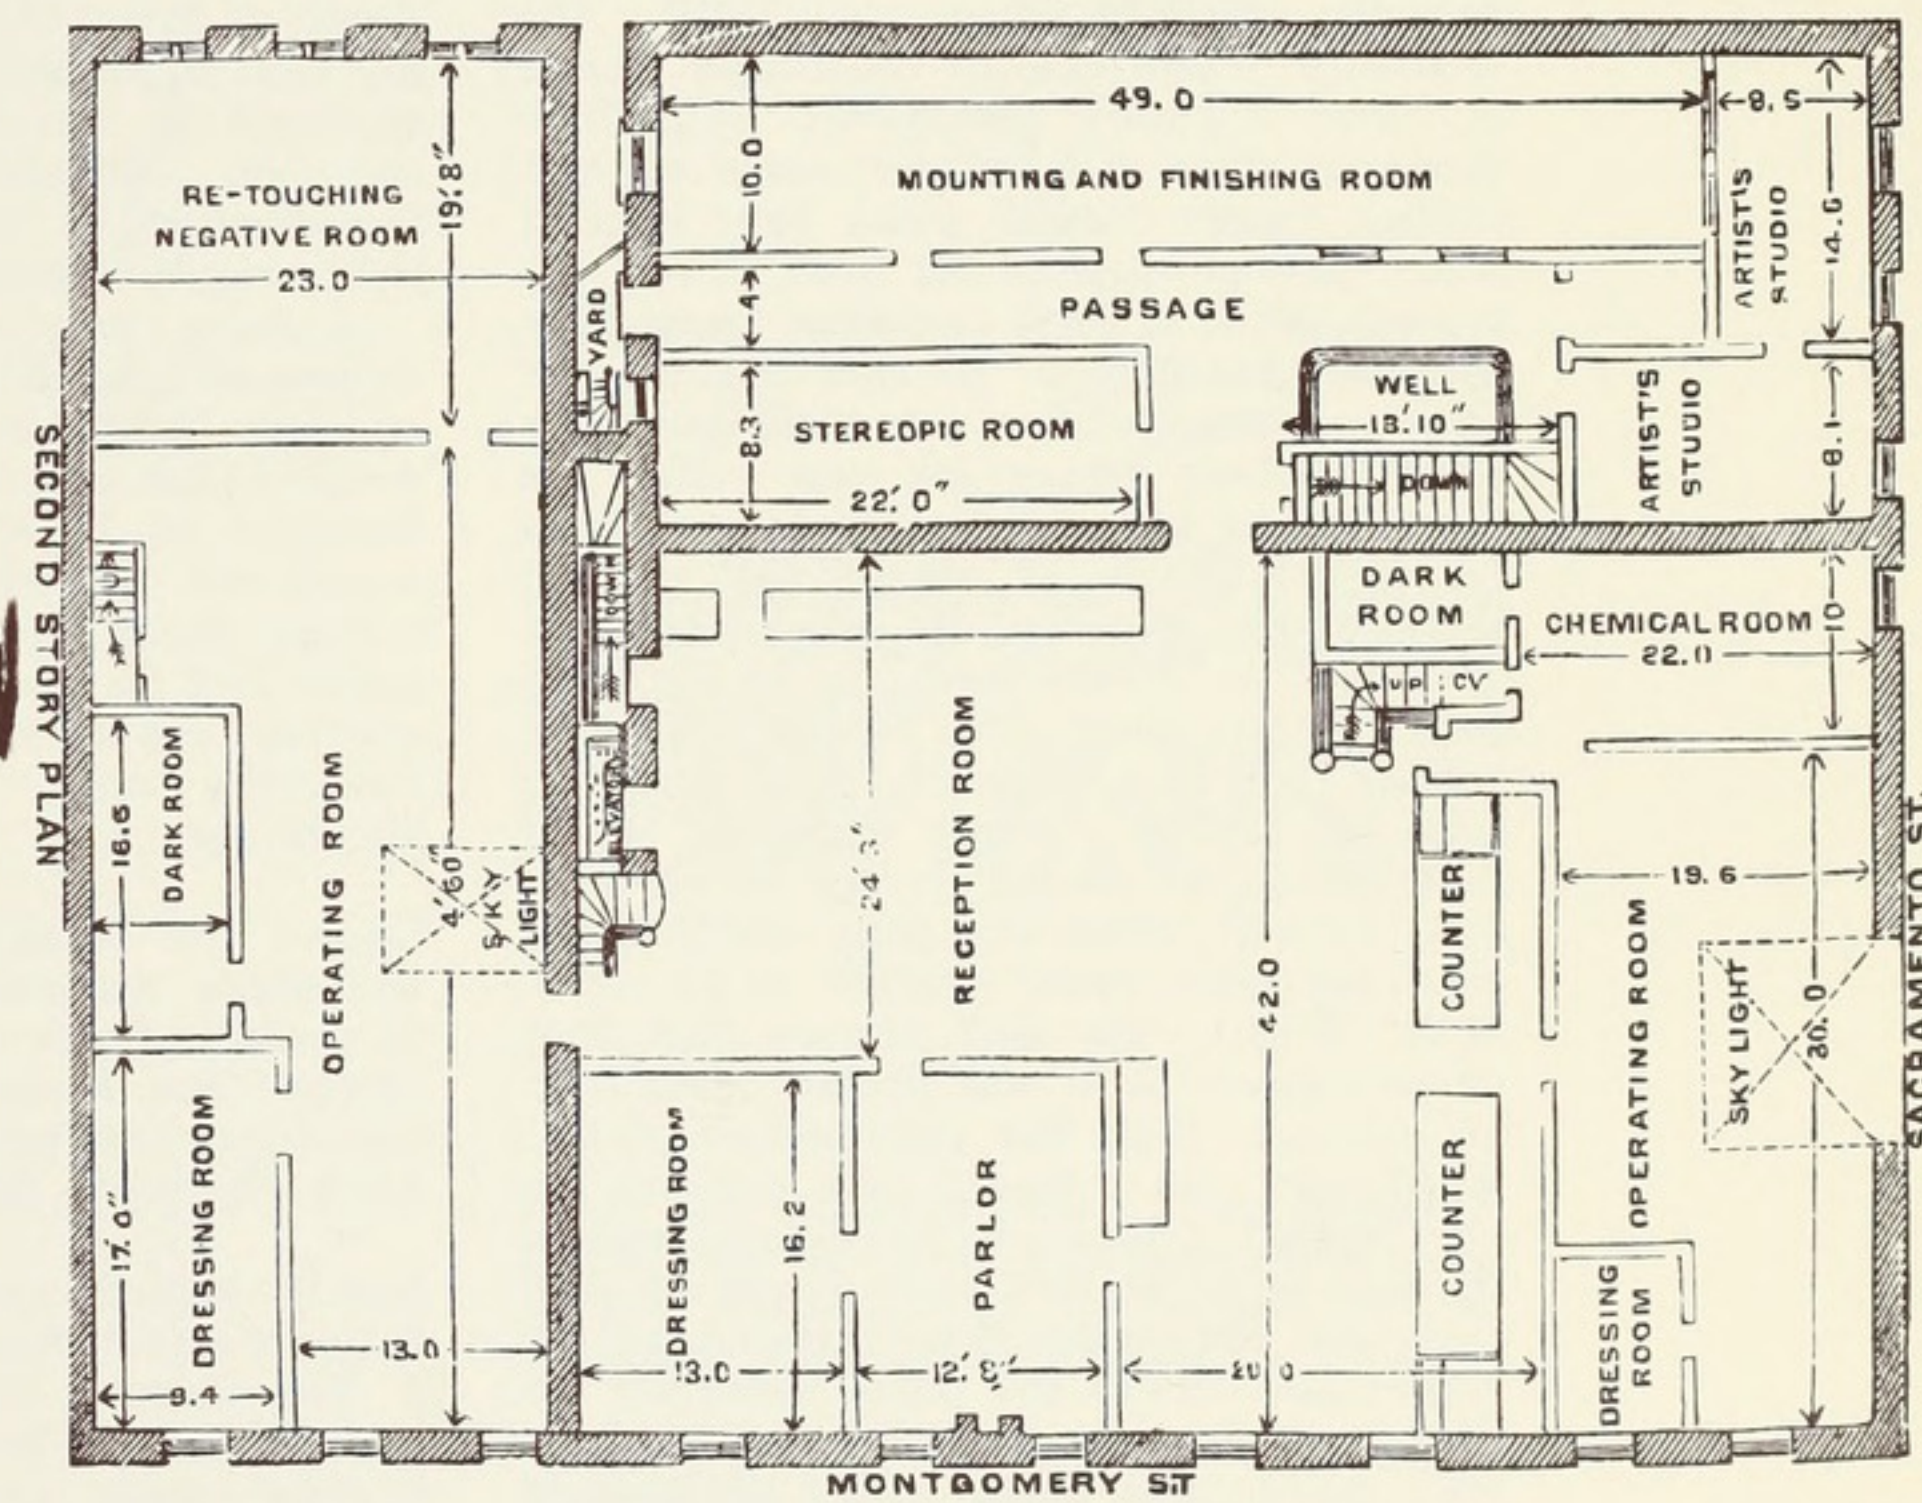 49.0
8.5
10.0
MOUNTING AND FINISHING ROOM
ARTIST'S
STUDIO
14.6
RE-TOUCHING
NEGATIVE ROOM
19'.8"
23.0
YARD
4
PASSAGE
WELL
13'.10"
DOWN
STEREOPIC ROOM
8.3
22'.0"
ARTIST'S
STUDIO
8.1
SECOND STORY PLAN
UP
DOWN
DARK
ROOM
CHEMICAL ROOM
10
22.0
UP
CV
DARK ROOM
16.6
OPERATING ROOM
SKY
LIGHT
ELEVATOR
24'3"
RECEPTION ROOM
42.0
COUNTER
19.6
OPERATING ROOM
SKY LIGHT
30.0
SACRAMENTO ST.
DRESSING ROOM
17'.0"
13.0
9.4
DRESSING ROOM
16.2
13.0
PARLOR
COUNTER
DRESSING
ROOM
MONTGOMERY ST